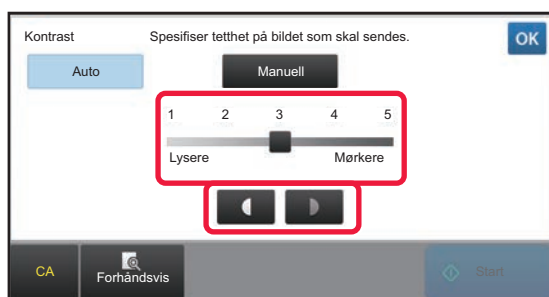 Kontrast Spesifiser tetthet på bildet som skal sendes. OK
Auto Manuell
1 2 3 4 5
Lysere Mørkere
CA Forhåndsvis Start